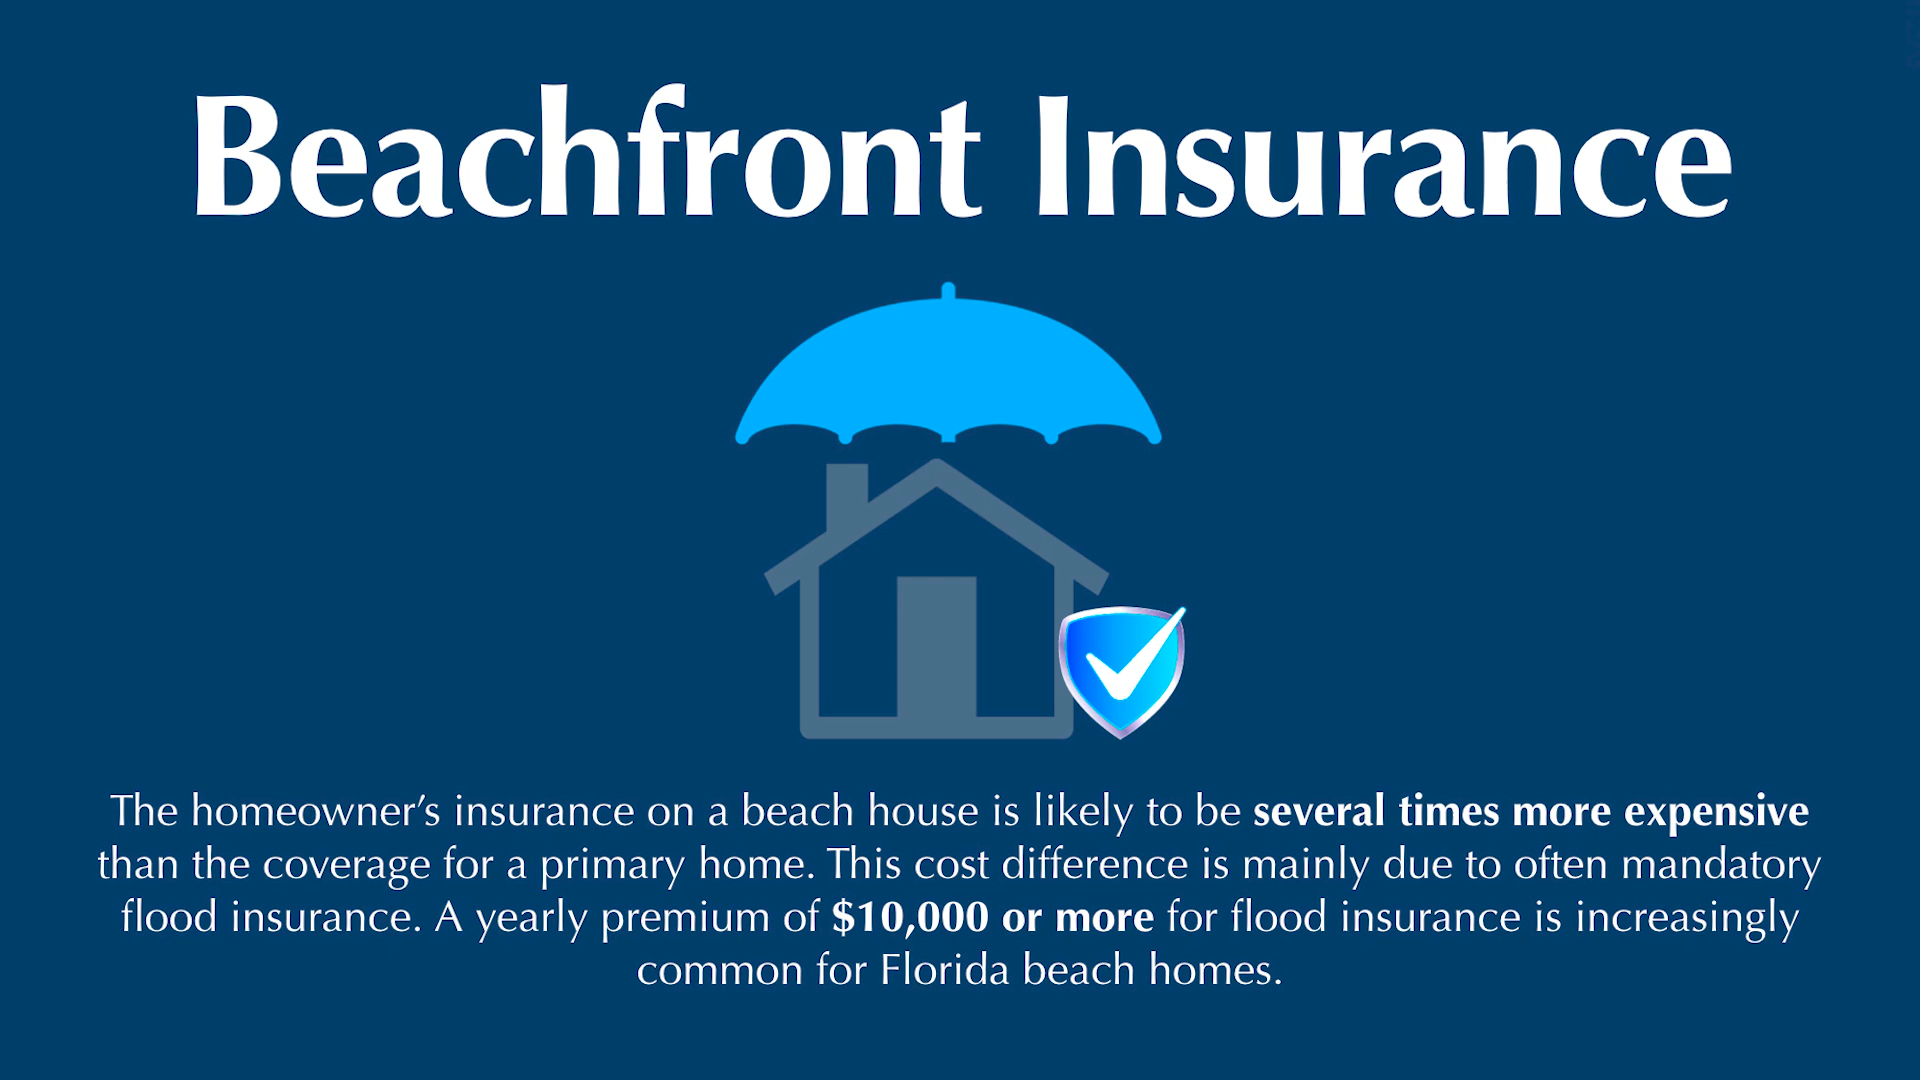 Beachfront Insurance
The homeowner’s insurance on a beach house is likely to be several times more expensive
than the coverage for a primary home. This cost difference is mainly due to often mandatory
flood insurance. A yearly premium of $10,000 or more for flood insurance is increasingly
common for Florida beach homes.